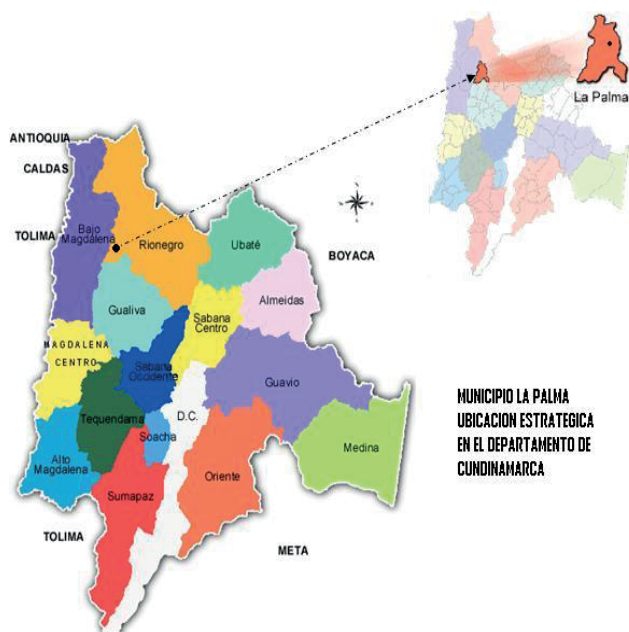 La Palma
ANTIOQUIA
CALDAS
TOLIMA
Bajo
Magdalena
Rionegro
Ubaté
BOYACA
Gualiva
Almeidas
Sabana
Centro
MAGDALENA
CENTRO
Sabana
Occidente
Guavio
Tequendama
D.C.
Soacha
Alto
Magdalena
Medina
Oriente
Sumapaz
TOLIMA
META
MUNICIPIO LA PALMA
UBICACION ESTRATEGICA
EN EL DEPARTAMENTO DE
CUNDINAMARCA